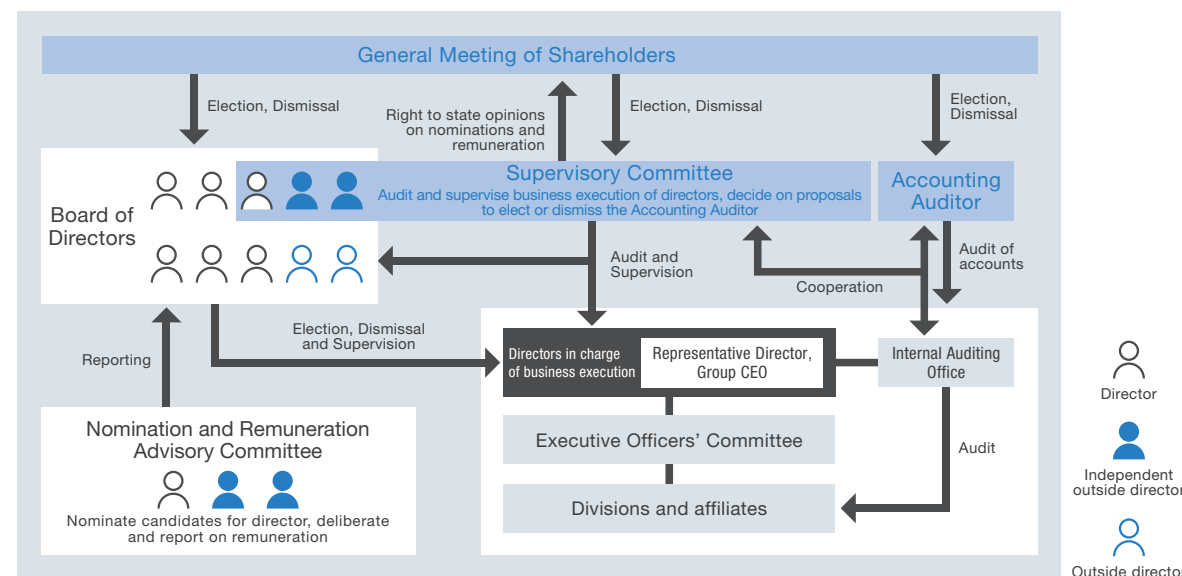 General Meeting of Shareholders
Election, Dismissal
Right to state opinions
on nominations and
remuneration
Election, Dismissal
Election,
Dismissal
Board of
Directors
Supervisory Committee
Audit and supervise business execution of directors, decide on proposals
to elect or dismiss the Accounting Auditor
Accounting
Auditor
Audit and
Supervision
Cooperation
Audit of
accounts
Reporting
Election, Dismissal
and Supervision
Directors in charge
of business execution
Representative Director,
Group CEO
Internal Auditing
Office
Executive Officers' Committee
Audit
Divisions and affiliates
Nomination and Remuneration
Advisory Committee
Nominate candidates for director, deliberate
and report on remuneration
Director
Independent
outside director
Outside director